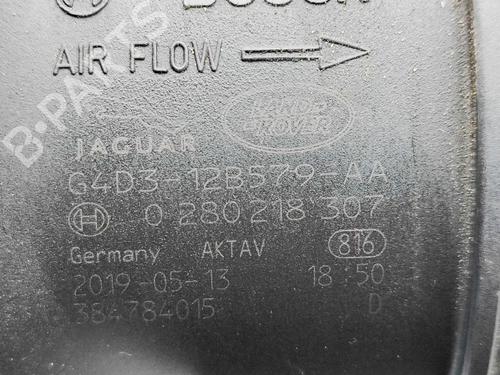 BOSCH
AIR FLOW
LAND ROVER
JAGUAR
G4D3-12B579-AA
0 280 218 307
Germany AKTAV 816
2019-05-13 18:50
384784015 D
B-PARTS